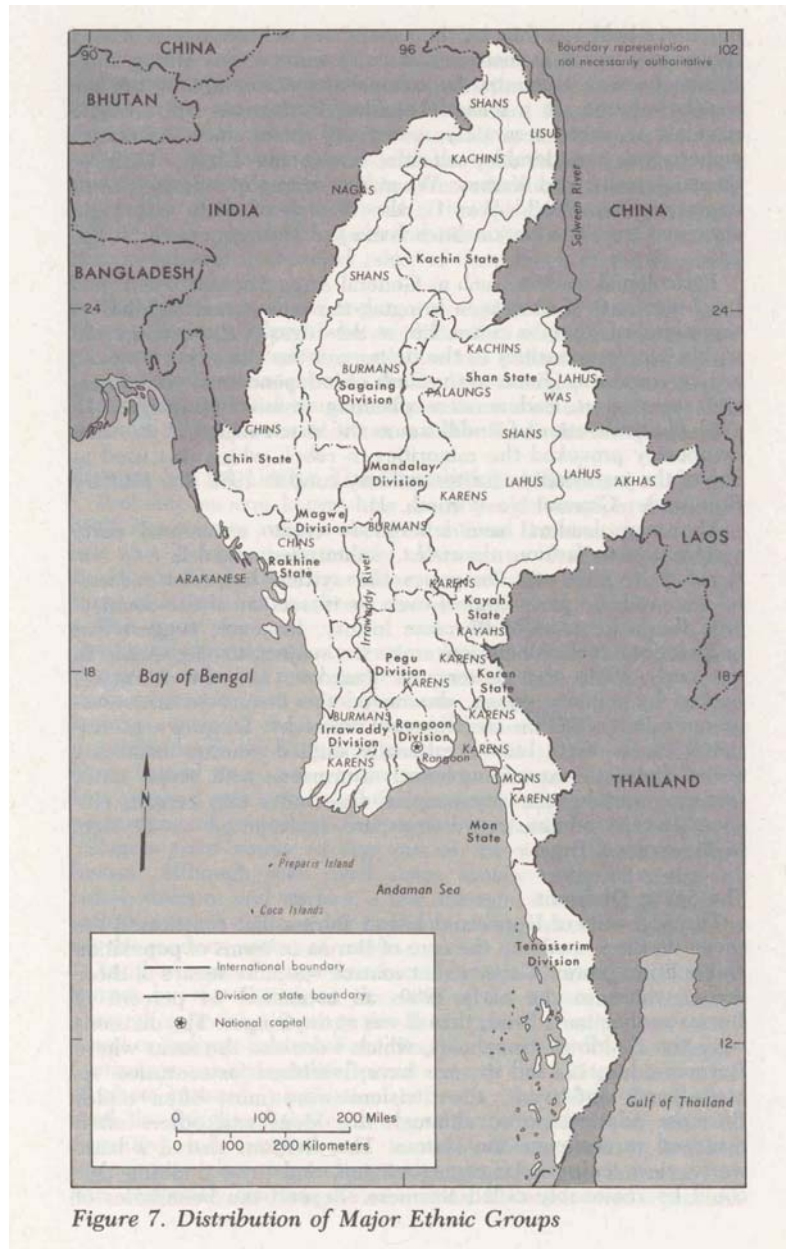 90
CHINA
96
Boundary representation
not necessarily authoritative
102
BHUTAN
SHANS
LISUS
KACHINS
NAGAS
INDIA
Salween River
CHINA
BANGLADESH
Kachin State
SHANS
24
24
KACHINS
BURMANS
Shan State
LAHUS
Sagaing
Division
PALAUNGS
WAS
CHINS
SHANS
Chin State
Mandalay
Division
LAHUS
LAHUS
AKHAS
KARENS
Magwe
Division
BURMANS
CHINS
LAOS
Rakhine
State
ARAKANESE
Irrawaddy River
KARENS
Kayah
State
KAYAHS
18
Bay of Bengal
Pegu
Division
KARENS
KARENS
Karen
State
18
BURMANS
Irrawaddy
Division
KARENS
Rangoon
Division
Rangoon
KARENS
KARENS
MONS
KARENS
THAILAND
N
Mon
State
Preparis Island
Andaman Sea
Coco Islands
Tenasserim
Division
International boundary
Division or state boundary
National capital
12
0 100 200 Miles
0 100 200 Kilometers
Gulf of Thailand
Figure 7. Distribution of Major Ethnic Groups